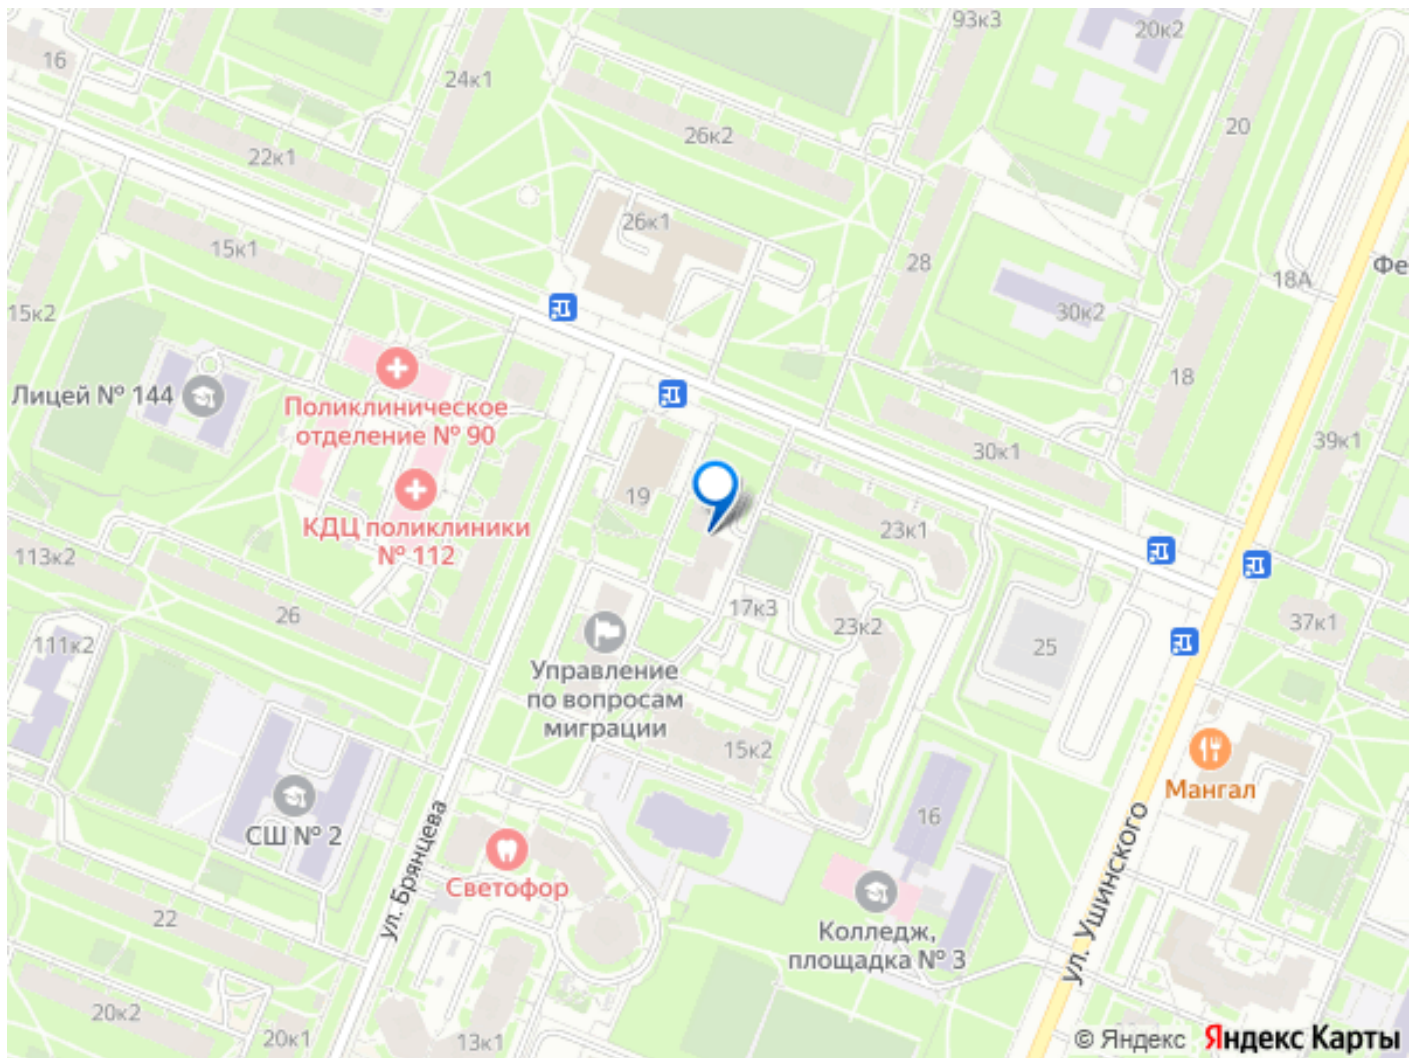 93к3
20к2
16
24к1
20
26к2
22к1
26к1
15к1
28
18А
Фе
15к2
30к2
18
Лицей № 144
Поликлиническое
отделение № 90
39к1
30к1
19
23к1
КДЦ поликлиники
№ 112
113к2
17к3
26
23к2
37к1
111к2
25
Управление
по вопросам
миграции
15к2
Мангал
16
СШ № 2
ул. Брянцева
Светофор
ул. Ушинского
22
Колледж,
площадка № 3
20к2
20к1
13к1
© Яндекс Яндекс Карты